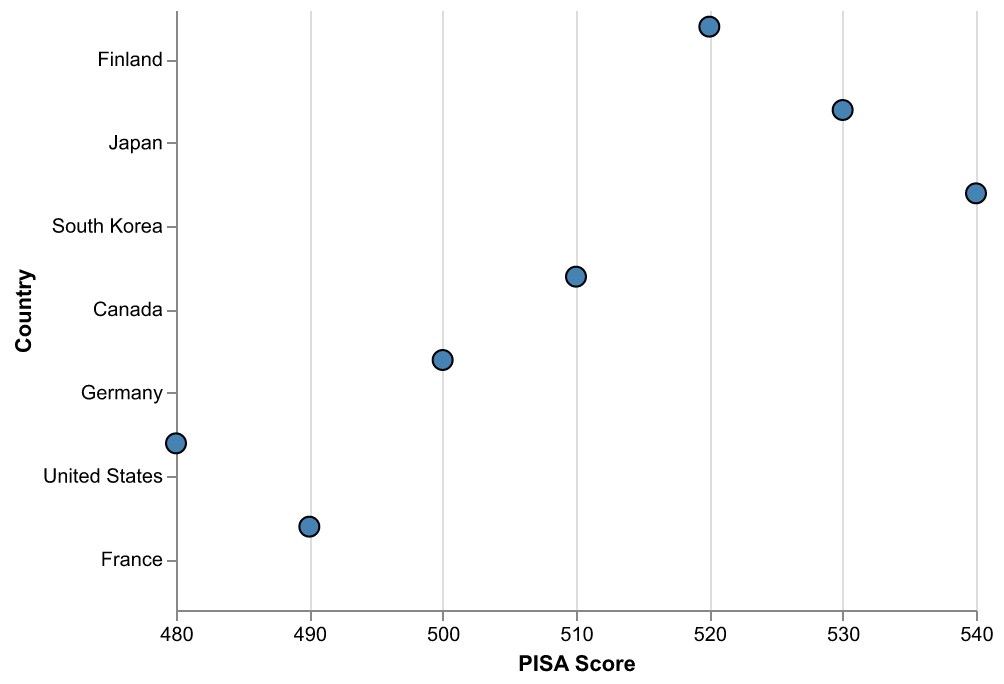 Finland
Japan
South Korea
Canada
Germany
United States
France
Country
480 490 500 510 520 530 540
PISA Score